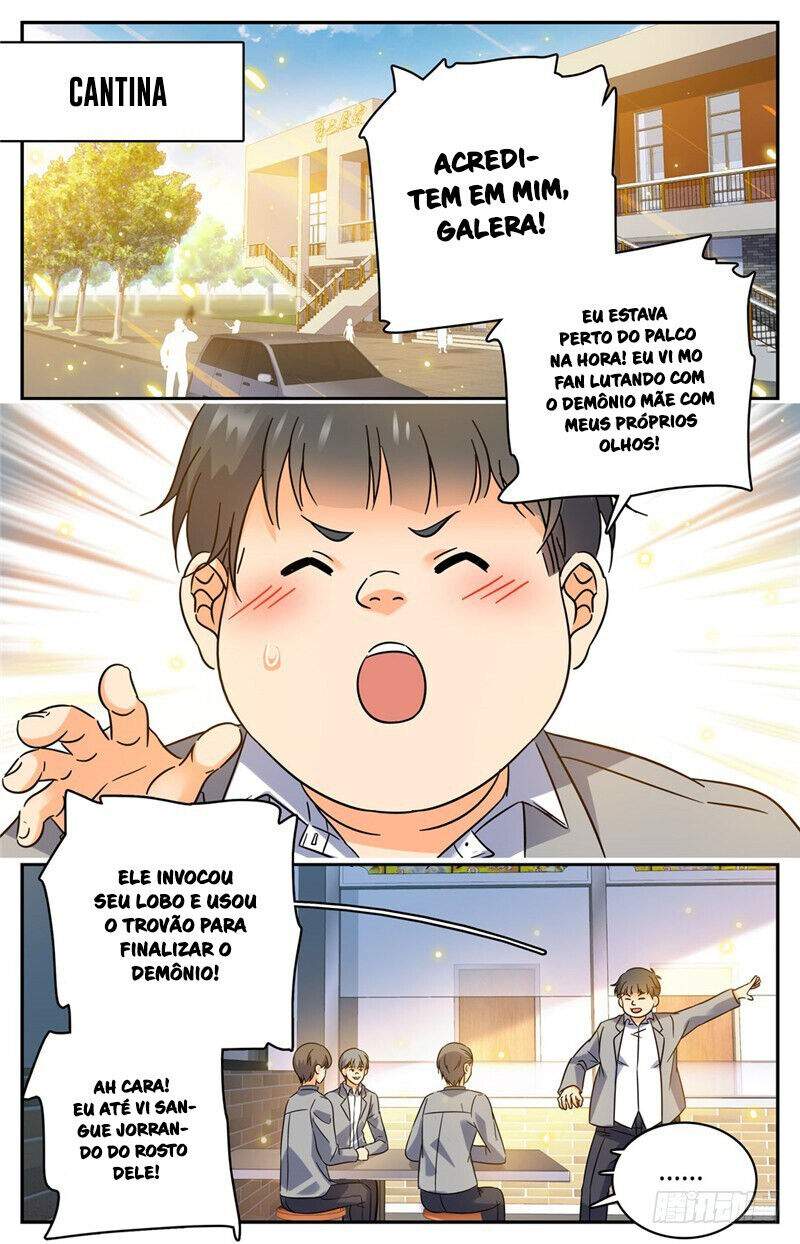 CANTINA
ACREDI-
TEM EM MIM,
GALERA!
EU ESTAVA
PERTO DO PALCO
NA HORA! EU VI MO
FAN LUTANDO COM
O DEMÔNIO MÃE COM
MEUS PRÓPRIOS
OLHOS!
ELE INVOCOU
SEU LOBO E USOU
O TROVÃO PARA
FINALIZAR O
DEMÔNIO!
AH CARA!
EU ATÉ VI SAN-
GUE JORRAN-
DO DO ROSTO
DELE!
......